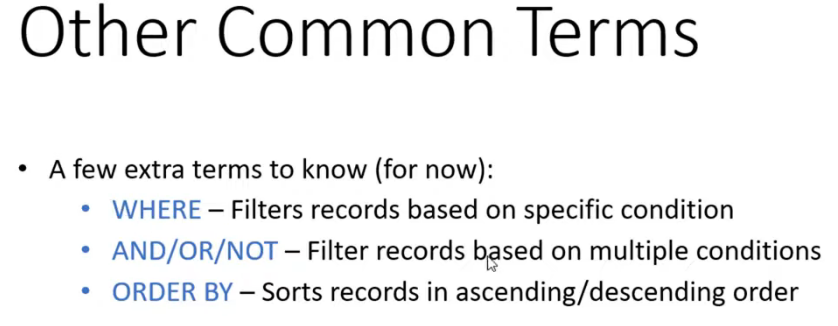 Other Common Terms
• A few extra terms to know (for now):
• WHERE – Filters records based on specific condition
• AND/OR/NOT – Filter records based on multiple conditions
• ORDER BY – Sorts records in ascending/descending order